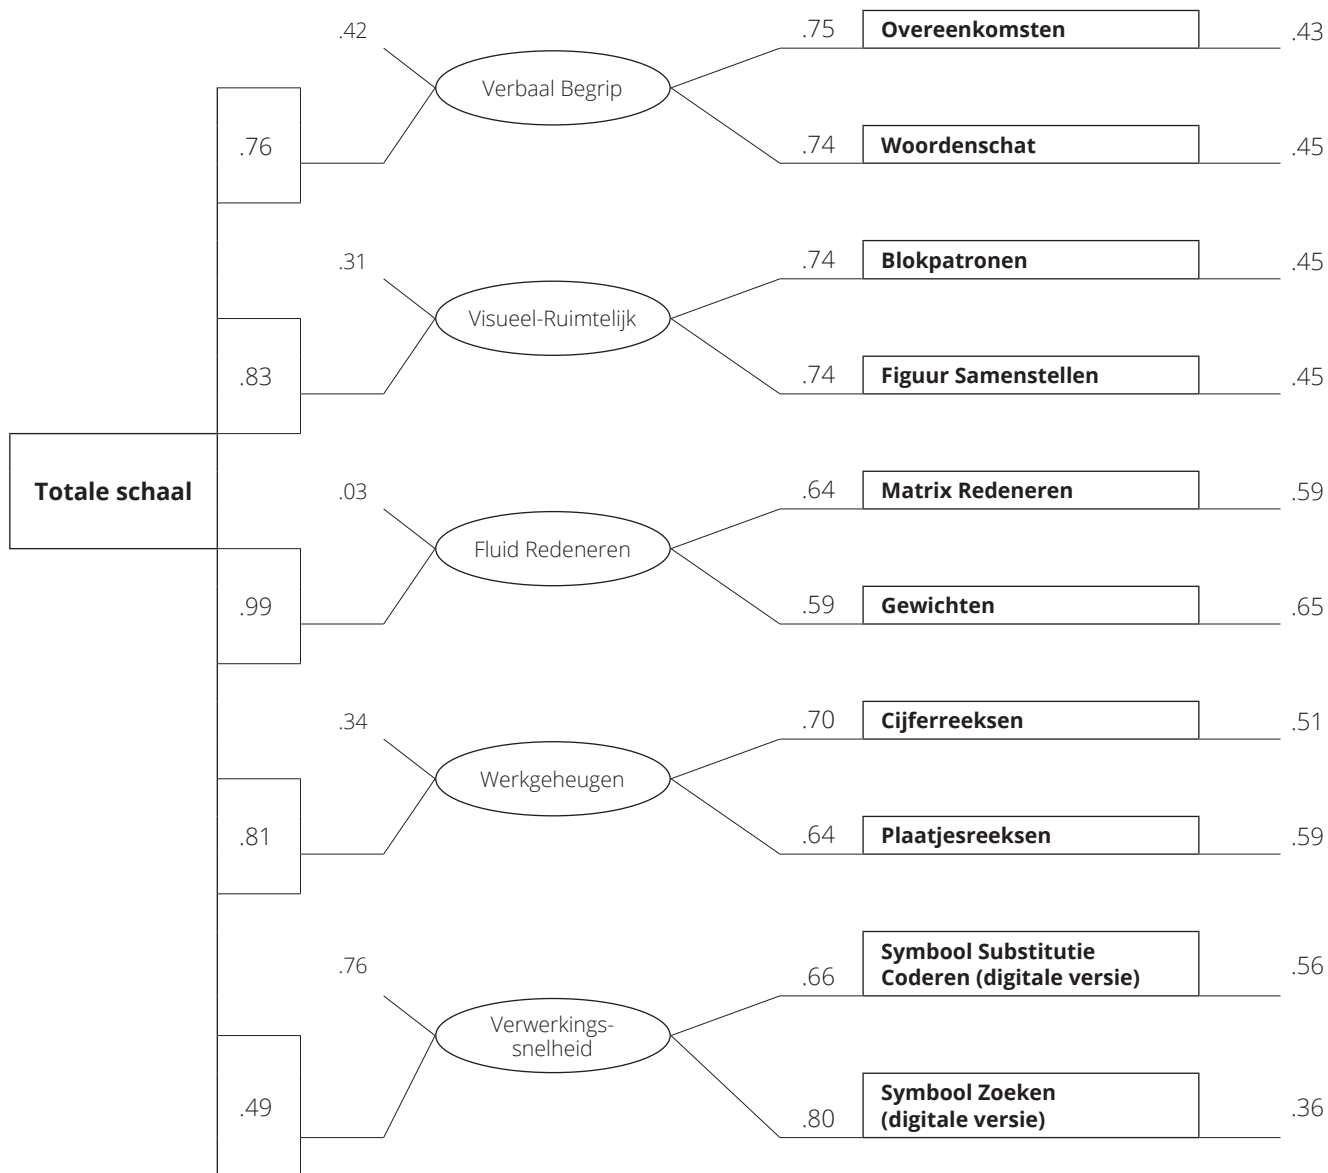 .42
.75
Overeenkomsten
.43
Verbaal Begrip
.76
.74
Woordenschat
.45
.31
.74
Blokpatronen
.45
Visueel-Ruimtelijk
.83
.74
Figuur Samenstellen
.45
Totale schaal
.03
.64
Matrix Redeneren
.59
Fluid Redeneren
.99
.59
Gewichten
.65
.34
.70
Cijferreeksen
.51
Werkgeheugen
.81
.64
Plaatjesreeksen
.59
.76
.66
Symbool Substitutie
Coderen (digitale versie)
.56
Verwerkings-
snelheid
.49
.80
Symbool Zoeken
(digitale versie)
.36